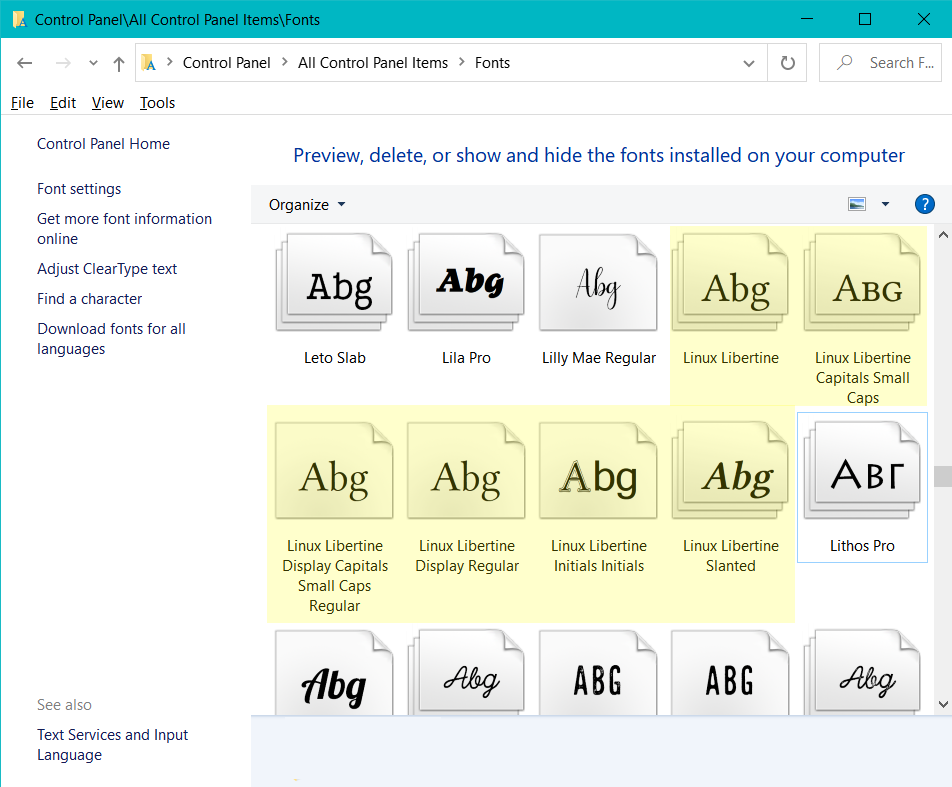 Control Panel\All Control Panel Items\Fonts
Control Panel > All Control Panel Items > Fonts
Search F...
File Edit View Tools
Control Panel Home
Font settings
Get more font information
online
Adjust ClearType text
Find a character
Download fonts for all
languages
See also
Text Services and Input
Language
Preview, delete, or show and hide the fonts installed on your computer
Organize
?
Abg Abg Abg Abg ABG
Leto Slab
Lila Pro
Lilly Mae Regular
Linux Libertine
Linux Libertine
Capitals Small
Caps
Abg Abg Abg Abg АВГ
Linux Libertine
Display Capitals
Small Caps
Regular
Linux Libertine
Display Regular
Linux Libertine
Initials Initials
Linux Libertine
Slanted
Lithos Pro
Abg Abg ABG ABG Abg